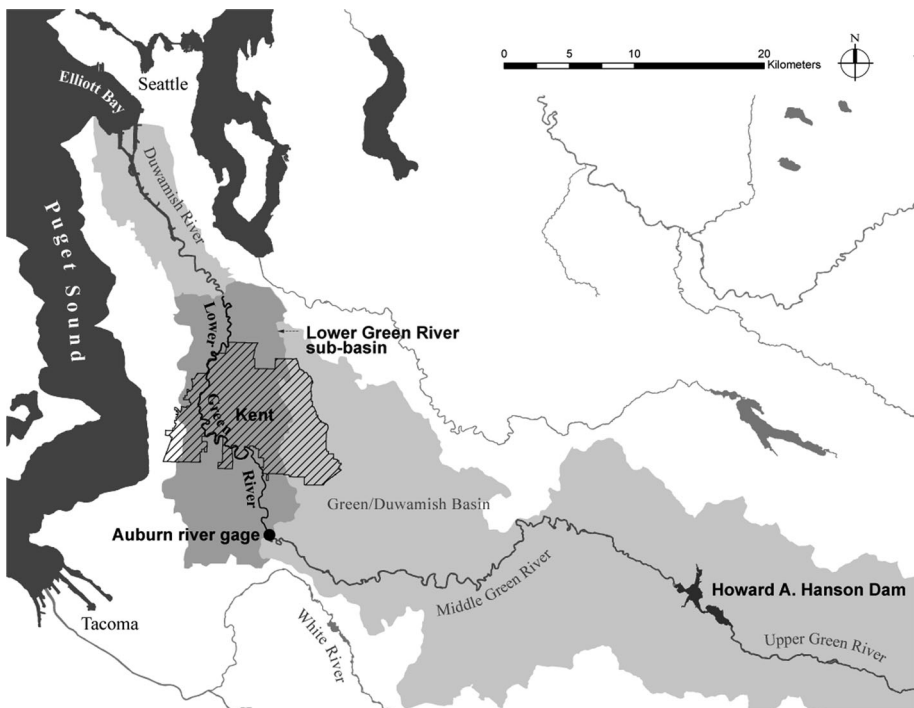 N
0 5 10 20
Kilometers
Seattle
Elliott Bay
Duwamish River
Puget Sound
Lower Green River
Lower Green River
sub-basin
Kent
Green/Duwamish Basin
Auburn river gage
Middle Green River
Howard A. Hanson Dam
Upper Green River
White River
Tacoma